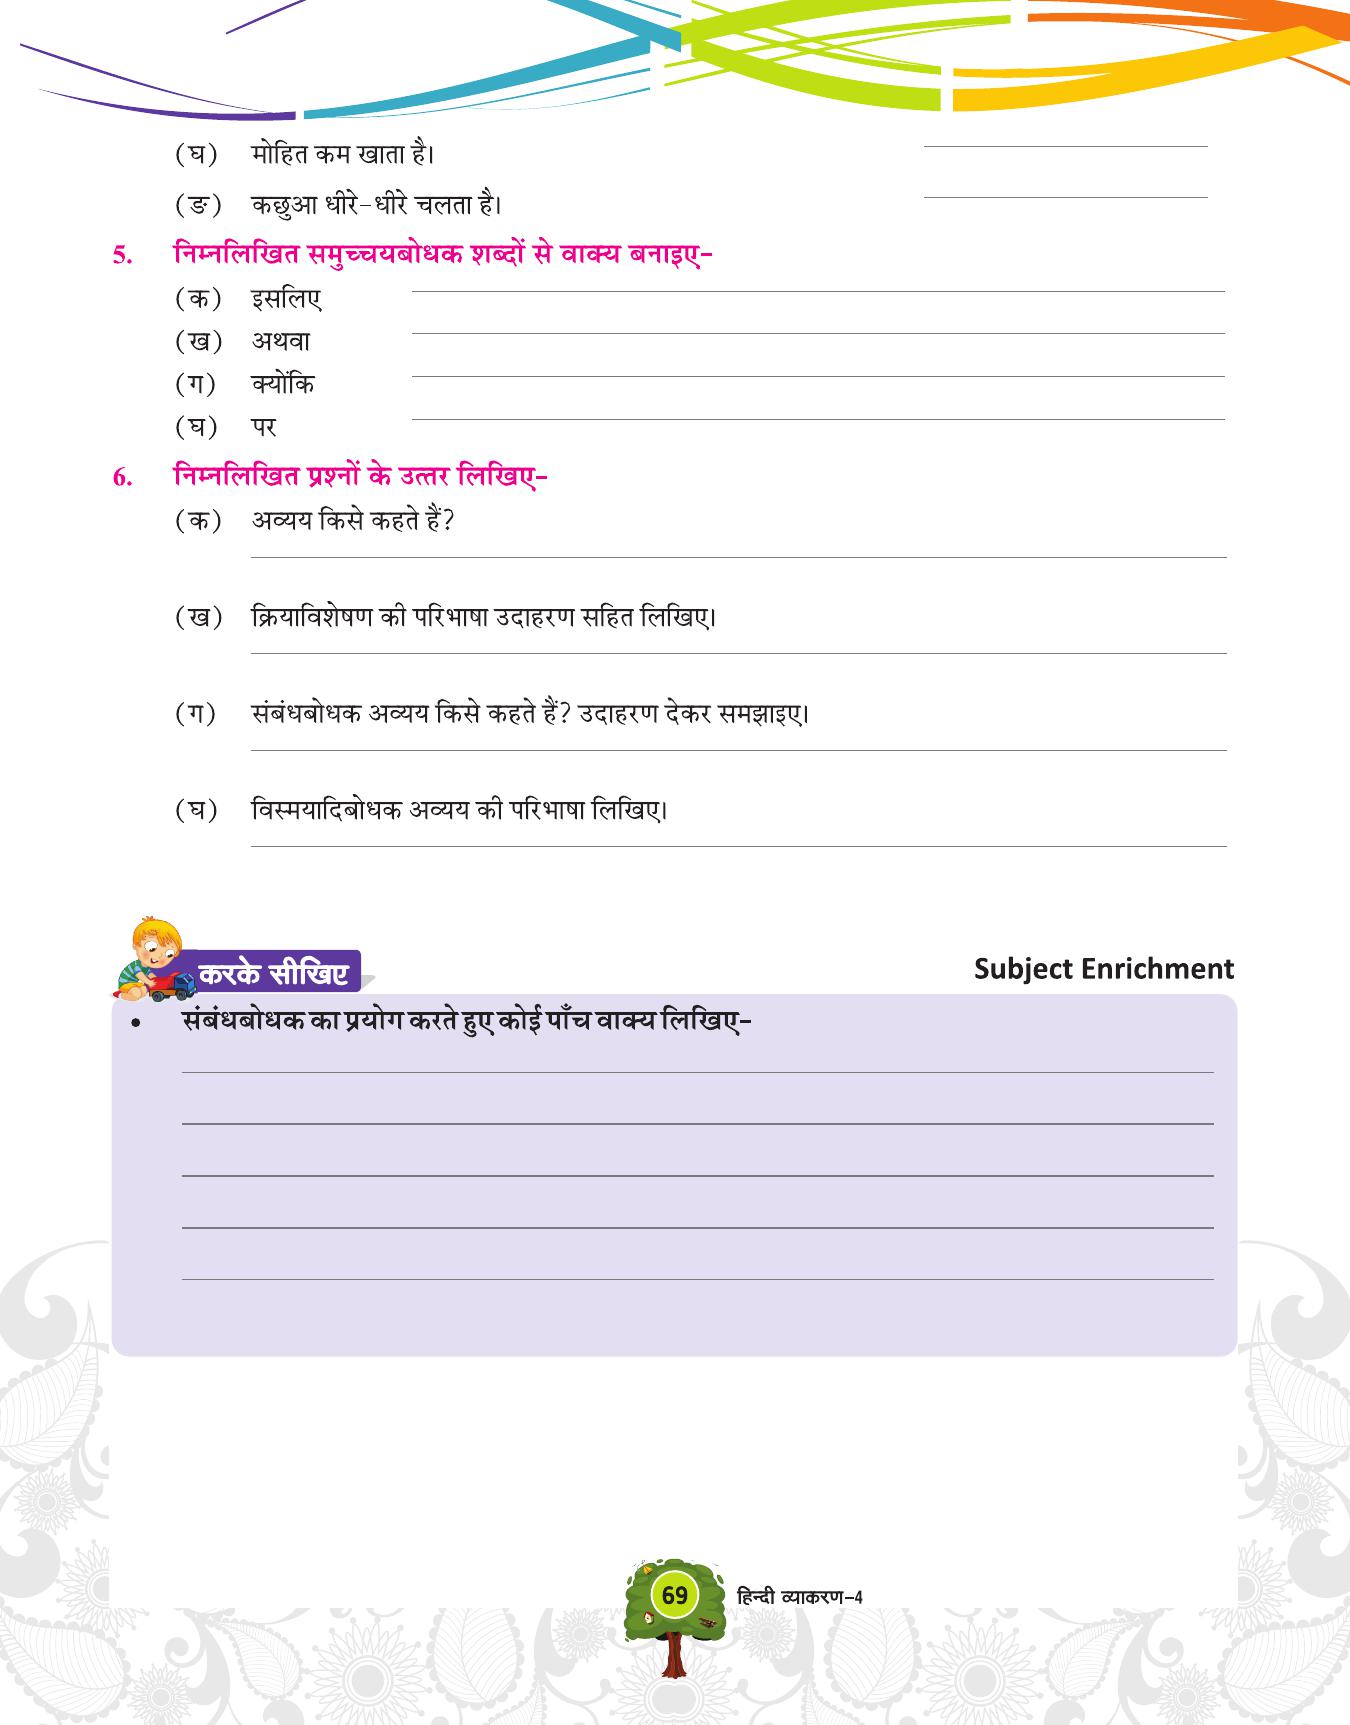 (घ) मोहित कम खाता है।
(ङ) कछुआ धीरे-धीरे चलता है।
5. निम्नलिखित समुच्चयबोधक शब्दों से वाक्य बनाइए-
(क) इसलिए
(ख) अथवा
(ग) क्योंकि
(घ) पर
6. निम्नलिखित प्रश्नों के उत्तर लिखिए-
(क) अव्यय किसे कहते हैं?
(ख) क्रियाविशेषण की परिभाषा उदाहरण सहित लिखिए।
(ग) संबंधबोधक अव्यय किसे कहते हैं? उदाहरण देकर समझाइए।
(घ) विस्मयादिबोधक अव्यय की परिभाषा लिखिए।
करके सीखिए
Subject Enrichment
• संबंधबोधक का प्रयोग करते हुए कोई पाँच वाक्य लिखिए-
69
हिन्दी व्याकरण-4